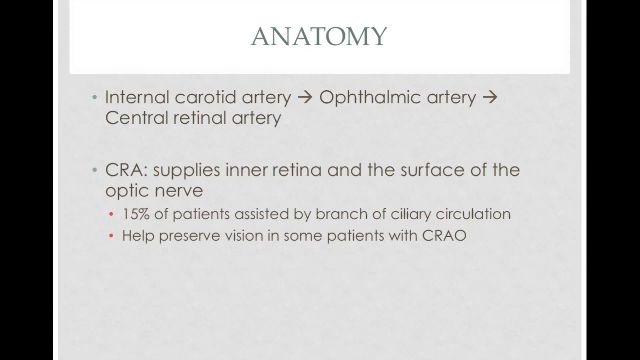 ANATOMY
• Internal carotid artery → Ophthalmic artery →
Central retinal artery
• CRA: supplies inner retina and the surface of the
optic nerve
• 15% of patients assisted by branch of ciliary circulation
• Help preserve vision in some patients with CRAO